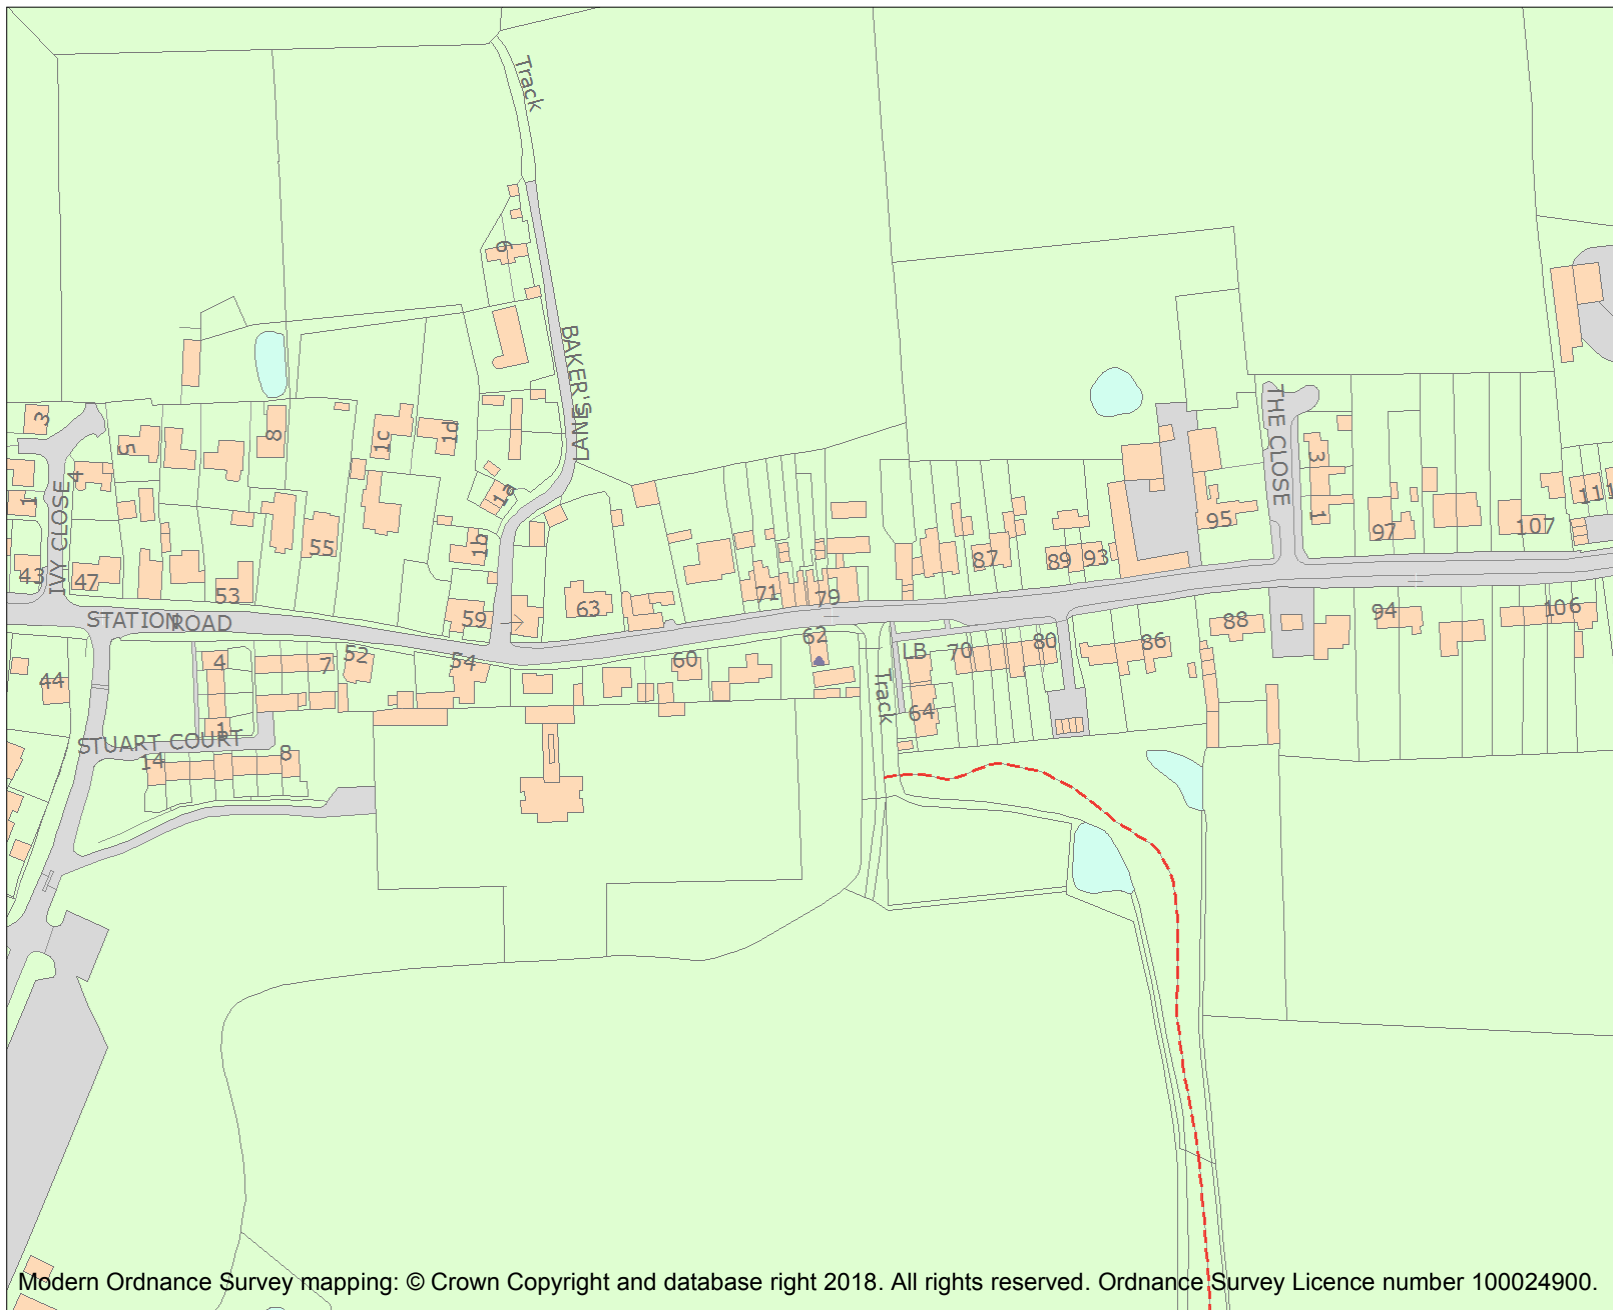 Track
6
BAKER'S
LANE
3
5
8
1c
1d
4
1
1a
THE CLOSE
3
1
95
97
107
111
IVY CLOSE
55
1b
43
47
53
59
63
71
79
87
89
93
STATION
ROAD
62
88
94
106
44
4
7
52
54
60
LB
70
80
86
Track
64
1
STUART COURT
14
8
Modern Ordnance Survey mapping: © Crown Copyright and database right 2018. All rights reserved. Ordnance Survey Licence number 100024900.